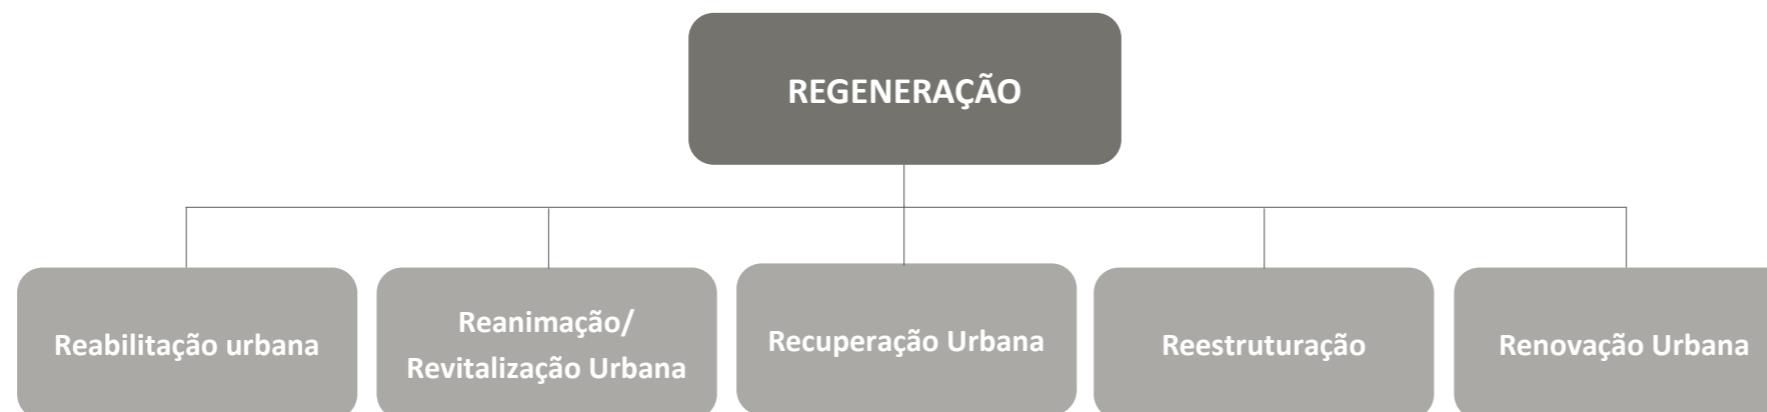 REGENERAÇÃO
Reabilitação urbana
Reanimação/
Revitalização Urbana
Recuperação Urbana
Reestruturação
Renovação Urbana